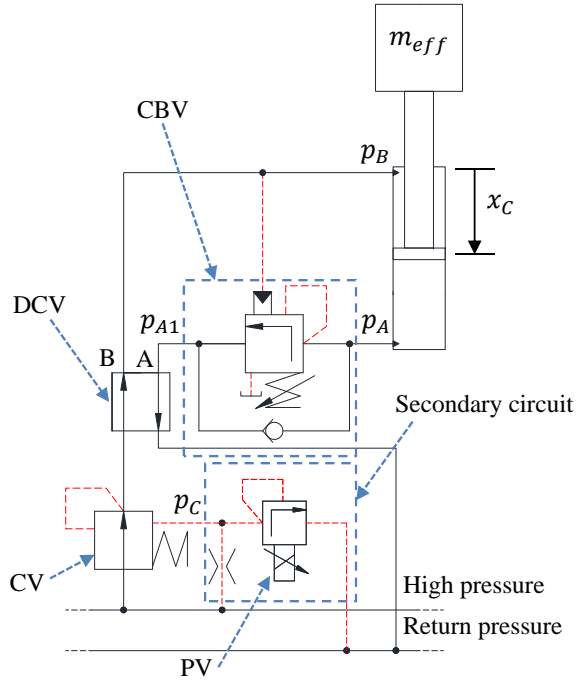 m_eff
CBV
p_B
x_C
DCV
p_A1
p_A
B A
Secondary circuit
p_C
CV
High pressure
Return pressure
PV